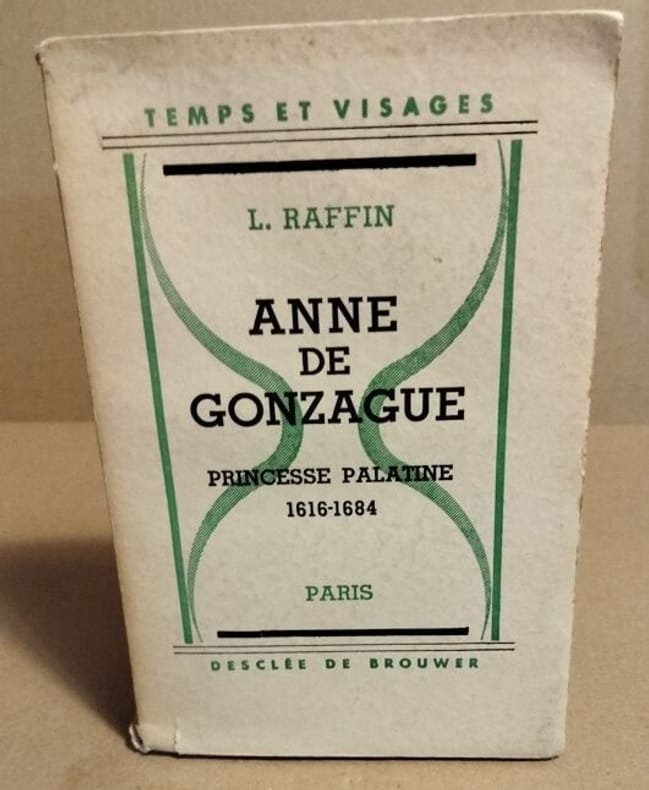 TEMPS ET VISAGES
L. RAFFIN
ANNE
DE
GONZAGUE
PRINCESSE PALATINE
1616-1684
PARIS
DESCLÉE DE BROUWER